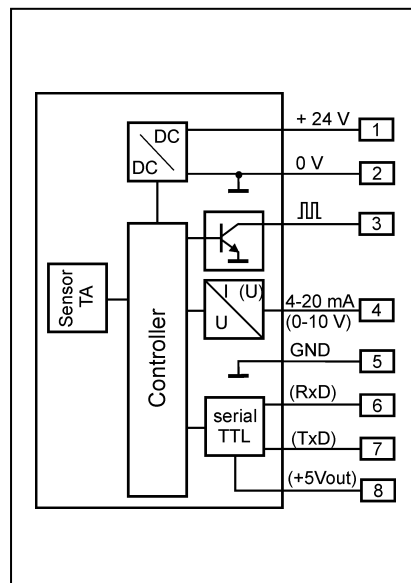 DC
DC
+ 24 V
1
0 V
2
3
Sensor
TA
Controller
I (U)
U
4-20 mA
(0-10 V)
4
GND
5
serial
TTL
(RxD)
6
(TxD)
7
(+5Vout)
8